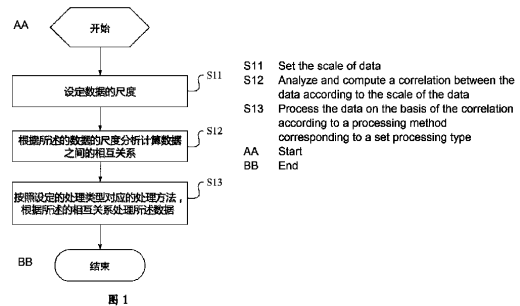 AA
开始
S11
设定数据的尺度
S12
根据所述的数据的尺度分析计算数据
之间的相互关系
S13
按照设定的处理类型对应的处理方法，
根据所述的相互关系处理所述数据
BB
结束
图 1
S11 Set the scale of data
S12 Analyze and compute a correlation between the
data according to the scale of the data
S13 Process the data on the basis of the correlation
according to a processing method
corresponding to a set processing type
AA Start
BB End